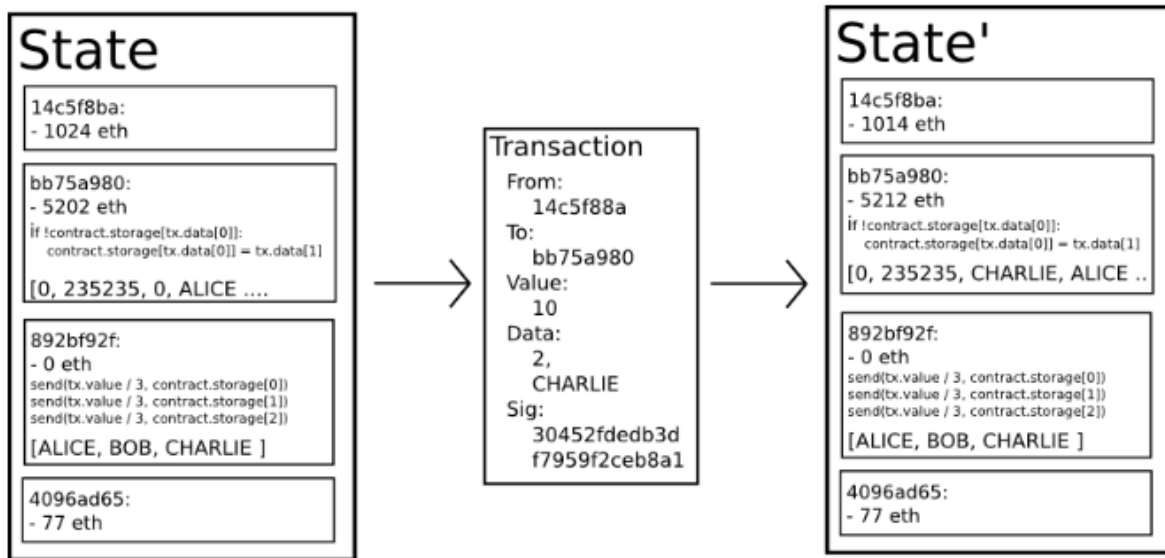 State
14c5f8ba:
- 1024 eth
bb75a980:
- 5202 eth
if !contract.storage[tx.data[0]]:
contract.storage[tx.data[0]] = tx.data[1]
[0, 235235, 0, ALICE ....
892bf92f:
- 0 eth
send(tx.value / 3, contract.storage[0])
send(tx.value / 3, contract.storage[1])
send(tx.value / 3, contract.storage[2])
[ALICE, BOB, CHARLIE ]
4096ad65:
- 77 eth
Transaction
From:
14c5f88a
To:
bb75a980
Value:
10
Data:
2,
CHARLIE
Sig:
30452fdedb3d
f7959f2ceb8a1
State'
14c5f8ba:
- 1014 eth
bb75a980:
- 5212 eth
if !contract.storage[tx.data[0]]:
contract.storage[tx.data[0]] = tx.data[1]
[0, 235235, CHARLIE, ALICE ..
892bf92f:
- 0 eth
send(tx.value / 3, contract.storage[0])
send(tx.value / 3, contract.storage[1])
send(tx.value / 3, contract.storage[2])
[ALICE, BOB, CHARLIE ]
4096ad65:
- 77 eth